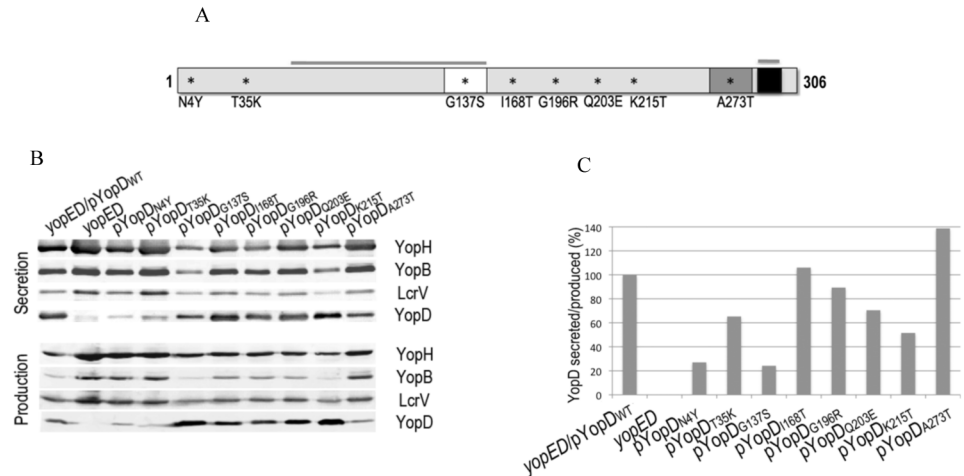 A
1
* * * * * * * *
306
N4Y T35K G137S I168T G196R Q203E K215T A273T
B
yopED/pYopDWT
yopED
pYopDN4Y
pYopDT35K
pYopDG137S
pYopDI168T
pYopDG196R
pYopDQ203E
pYopDK215T
pYopDA273T
Secretion
YopH
YopB
LcrV
YopD
Production
YopH
YopB
LcrV
YopD
C
YopD secreted/produced (%)
140
120
100
80
60
40
20
0
yopED/pYopDWT
yopED
pYopDN4Y
pYopDT35K
pYopDG137S
pYopDI168T
pYopDG196R
pYopDQ203E
pYopDK215T
pYopDA273T